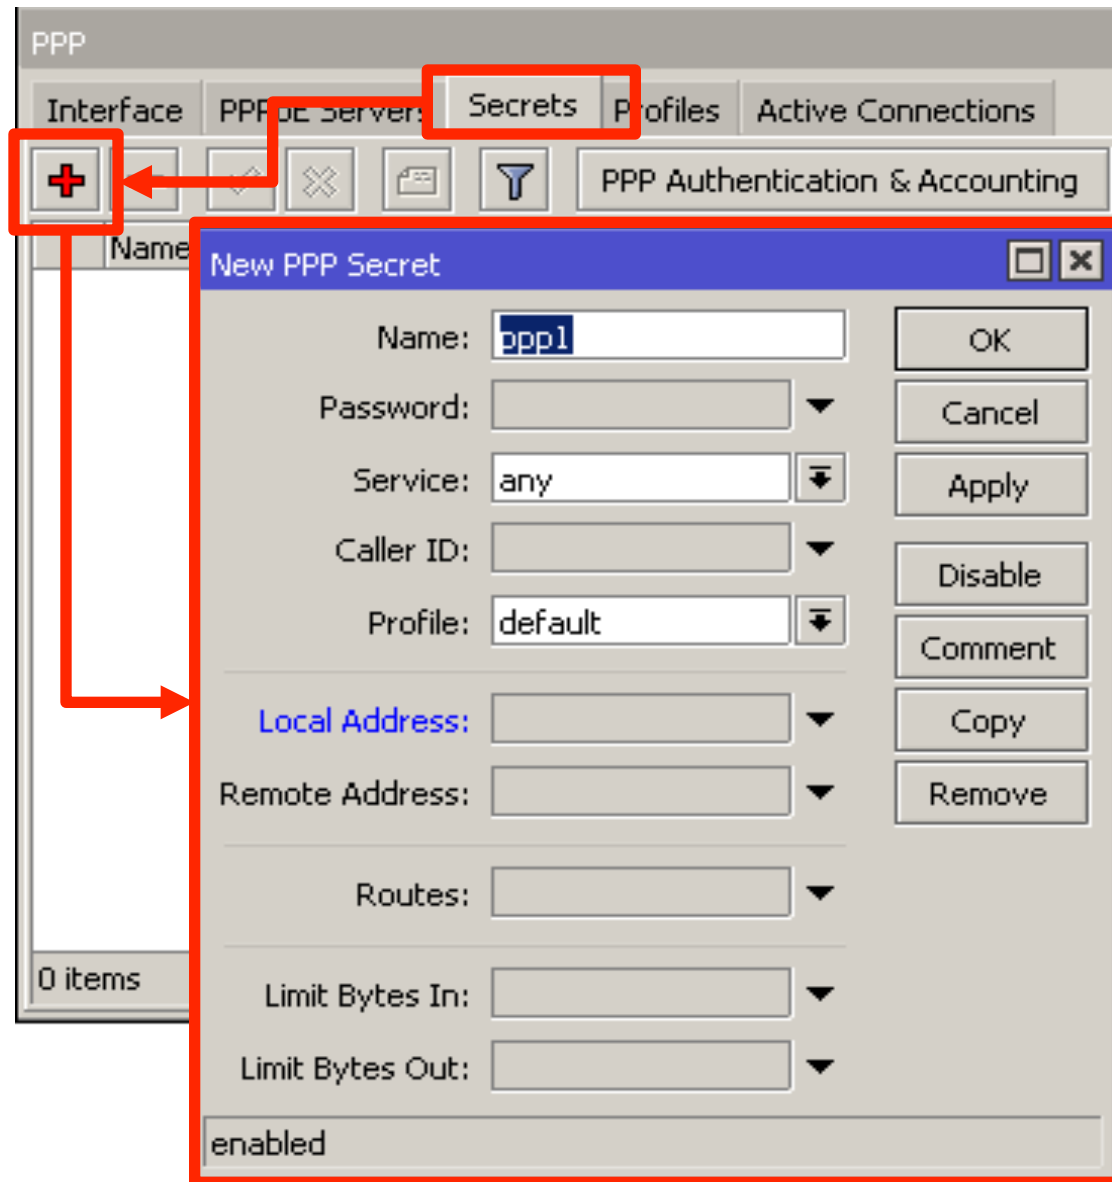 PPP
Interface PPPoE Servers Secrets Profiles Active Connections
PPP Authentication & Accounting
Name
New PPP Secret
Name: ppp1
OK
Password:
Cancel
Service: any
Apply
Caller ID:
Disable
Profile: default
Comment
Local Address:
Copy
Remote Address:
Remove
Routes:
0 items
Limit Bytes In:
Limit Bytes Out:
enabled